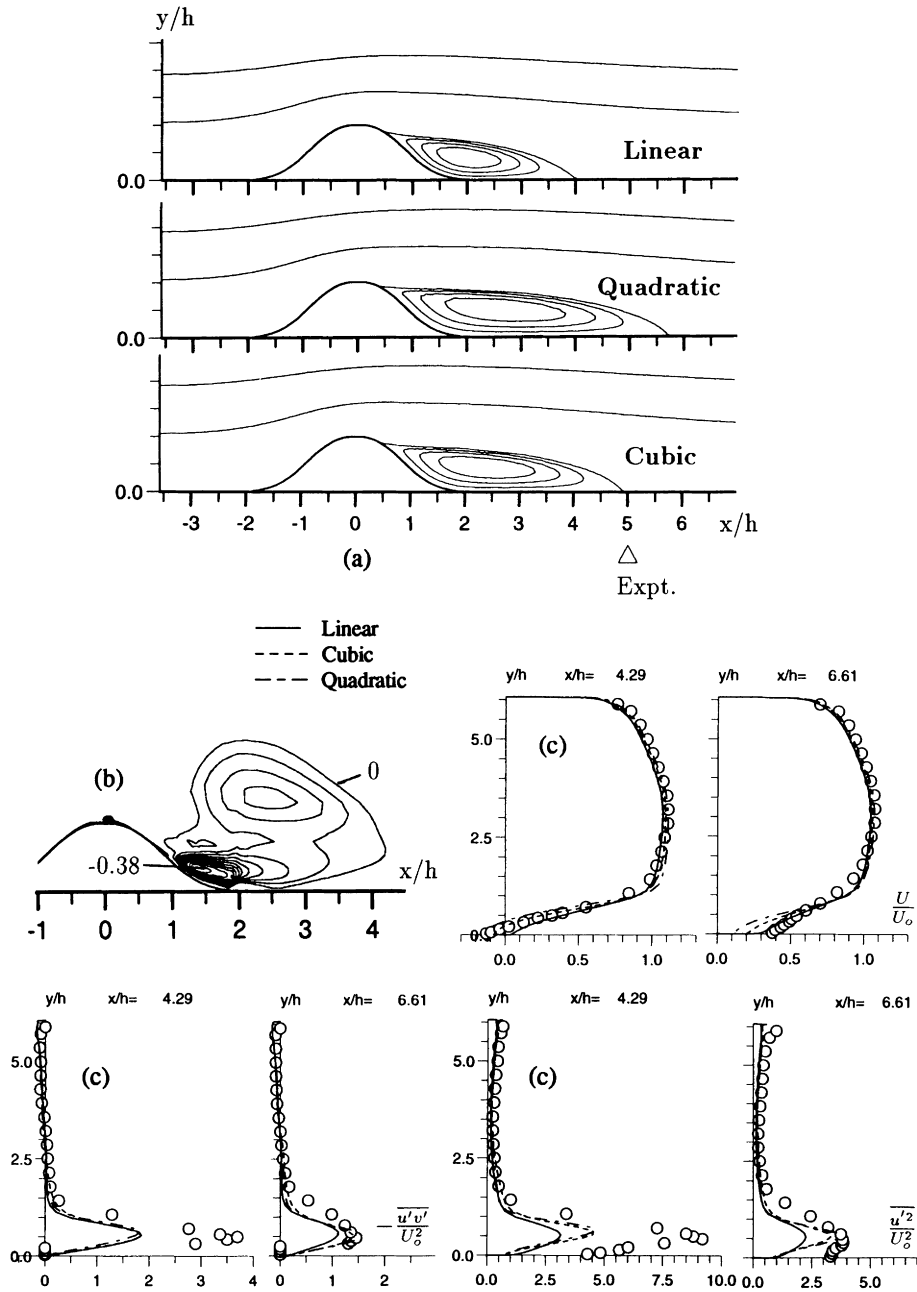 y/h
Linear
0.0
Quadratic
0.0
Cubic
0.0
-3 -2 -1 0 1 2 3 4 5 6 x/h
(a)
△
Expt.
Linear
Cubic
Quadratic
(b)
0
-0.38
x/h
-1 0 1 2 3 4
y/h x/h= 4.29
5.0
(c)
2.5
0.0
0.0 0.5 1.0
y/h x/h= 6.61
U
U_o
0.0 0.5 1.0
y/h x/h= 4.29
5.0
(c)
2.5
0.0
0 1 2 3 4
y/h x/h= 6.61
-u'v'
U_o^2
0 1 2
y/h x/h= 4.29
5.0
(c)
2.5
0.0
0.0 2.5 5.0 7.5 10.0
y/h x/h= 6.61
u'^2
U_o^2
0.0 2.5 5.0